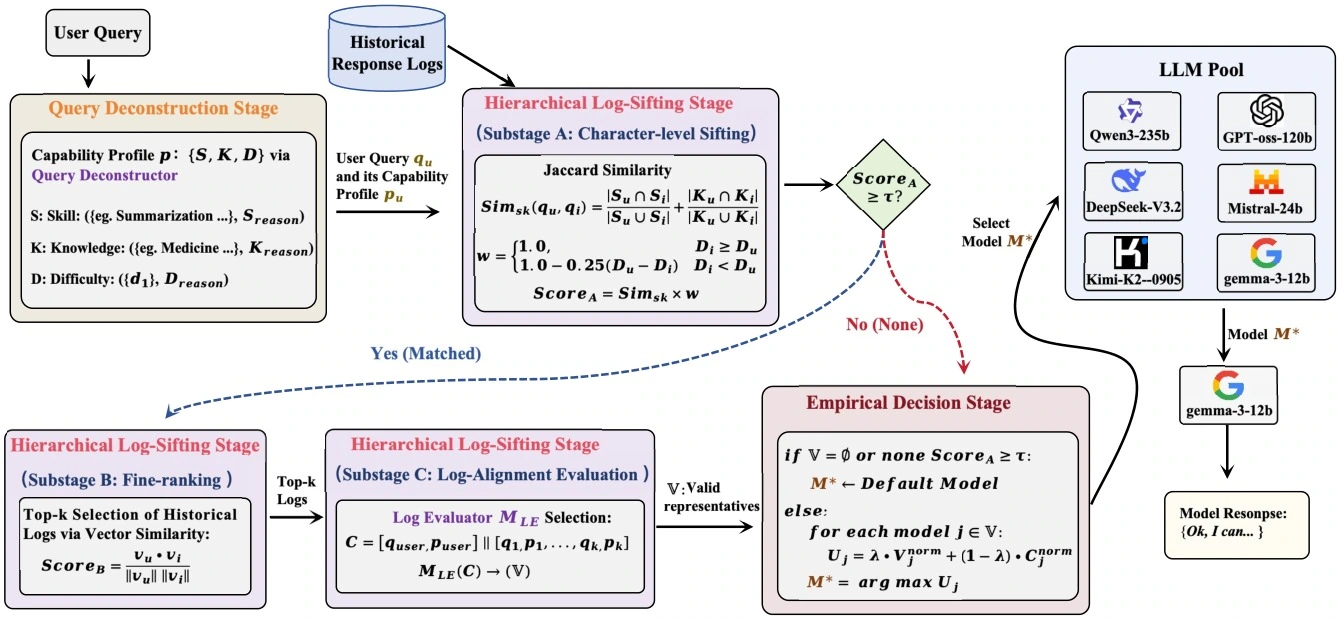 User Query
Historical
Response Logs
Query Deconstruction Stage
Capability Profile p: {S, K, D} via
Query Deconstructor
S: Skill: ({eg. Summarization ...}, S_reason)
K: Knowledge: ({eg. Medicine ...}, K_reason)
D: Difficulty: ({d_1}, D_reason)
User Query q_u
and its Capability
Profile p_u
Hierarchical Log-Sifting Stage
(Substage A: Character-level Sifting)
Jaccard Similarity
Sim_sk(q_u, q_i) = |S_u ∩ S_i| / |S_u ∪ S_i| + |K_u ∩ K_i| / |K_u ∪ K_i|
w = { 1.0, D_i ≥ D_u
1.0 − 0.25(D_u − D_i) D_i < D_u
Score_A = Sim_sk × w
Score_A
≥ τ?
Yes (Matched)
No (None)
Hierarchical Log-Sifting Stage
(Substage B: Fine-ranking )
Top-k Selection of Historical
Logs via Vector Similarity:
Score_B = v_u • v_i / ‖v_u‖ ‖v_i‖
Top-k
Logs
Hierarchical Log-Sifting Stage
(Substage C: Log-Alignment Evaluation )
Log Evaluator M_LE Selection:
C = [q_user, p_user] ‖ [q_1, p_1, ..., q_k, p_k]
M_LE(C) → (𝕍)
𝕍:Valid
representatives
Empirical Decision Stage
if 𝕍 = ∅ or none Score_A ≥ τ:
M* ← Default Model
else:
for each model j ∈ 𝕍:
U_j = λ • V_j^norm + (1 − λ) • C_j^norm
M* = arg max U_j
Select
Model M*
LLM Pool
Qwen3-235b
GPT-oss-120b
DeepSeek-V3.2
Mistral-24b
Kimi-K2--0905
gemma-3-12b
Model M*
gemma-3-12b
Model Resonpse:
{Ok, I can... }